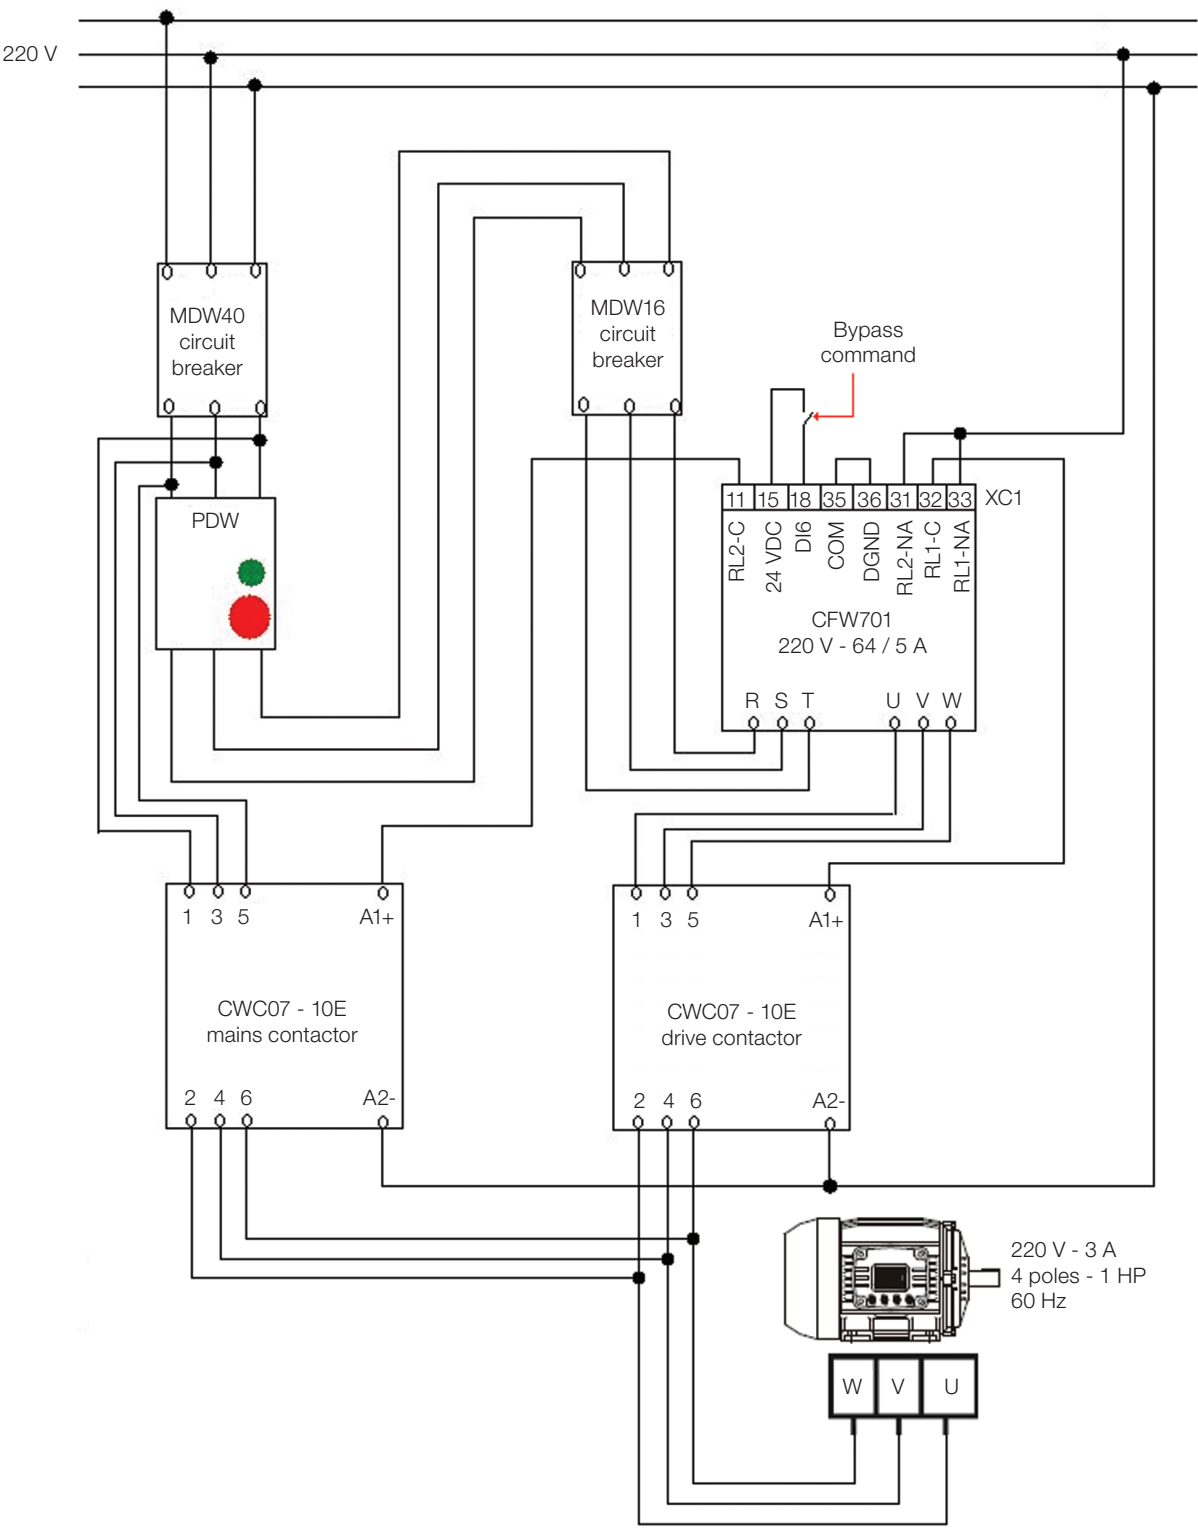 220 V
MDW40
circuit
breaker
MDW16
circuit
breaker
Bypass
command
PDW
11 15 18 35 36 31 32 33 XC1
RL2-C
24 VDC
DI6
COM
DGND
RL2-NA
RL1-C
RL1-NA
CFW701
220 V - 64 / 5 A
R S T U V W
1 3 5 A1+
CWC07 - 10E
mains contactor
2 4 6 A2-
1 3 5 A1+
CWC07 - 10E
drive contactor
2 4 6 A2-
220 V - 3 A
4 poles - 1 HP
60 Hz
W V U